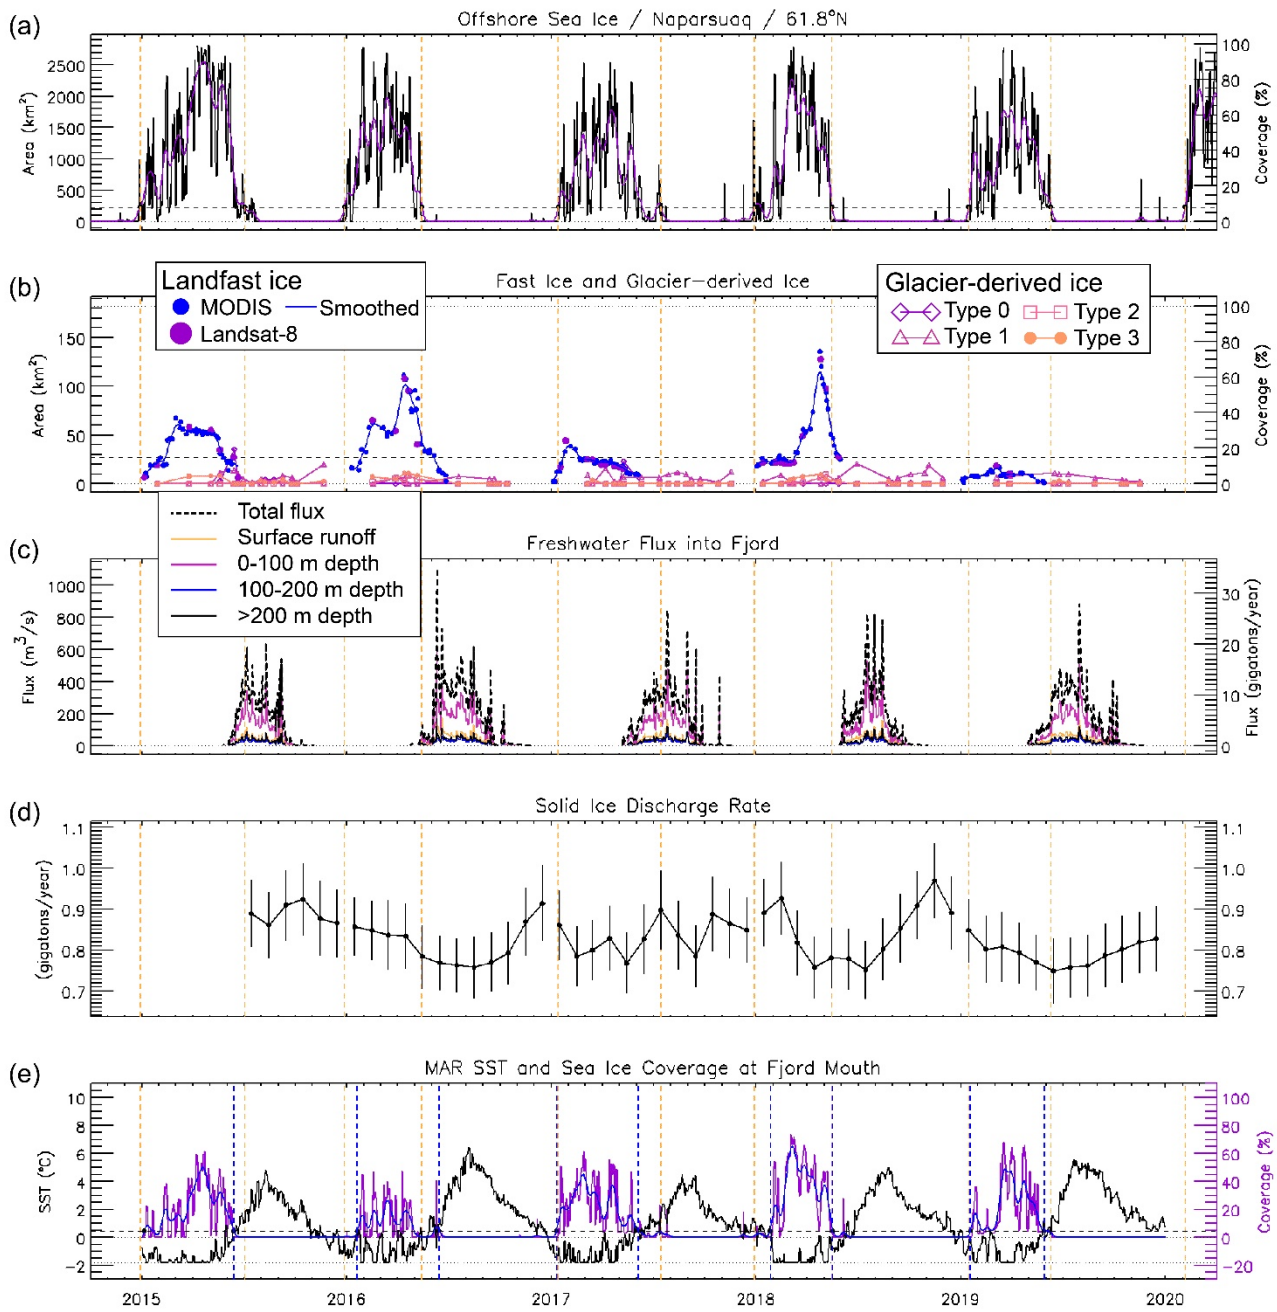 (a)
Offshore Sea Ice / Naparsuaq / 61.8°N
Area (km²)
2500
2000
1500
1000
500
0
100
80
60
40
20
0
Coverage (%)
(b)
Fast Ice and Glacier-derived Ice
Landfast ice
MODIS
Smoothed
Landsat-8
Glacier-derived ice
Type 0
Type 2
Type 1
Type 3
Area (km²)
150
100
50
0
100
80
60
40
20
0
Coverage (%)
(c)
Freshwater Flux into Fjord
Total flux
Surface runoff
0-100 m depth
100-200 m depth
>200 m depth
Flux (m³/s)
1000
800
600
400
200
0
30
20
10
0
Flux (gigatons/year)
(d)
Solid Ice Discharge Rate
(gigatons/year)
1.1
1.0
0.9
0.8
0.7
1.1
1.0
0.9
0.8
0.7
(e)
MAR SST and Sea Ice Coverage at Fjord Mouth
SST (°C)
10
8
6
4
2
0
−2
100
80
60
40
20
0
−20
Coverage (%)
2015
2016
2017
2018
2019
2020